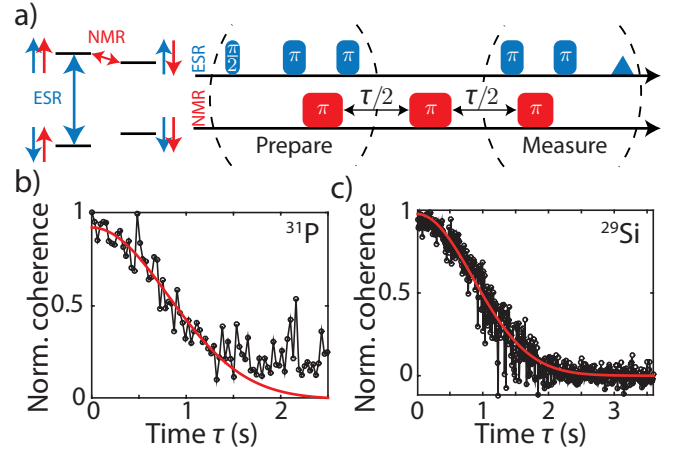 a)
NMR
ESR
ESR
π/2
π
π
π
π
NMR
π
τ/2
π
τ/2
π
Prepare
Measure
b)
Norm. coherence
1
0.5
0
31P
0
1
2
Time τ (s)
c)
Norm. coherence
1
0.5
0
29Si
0
1
2
3
Time τ (s)